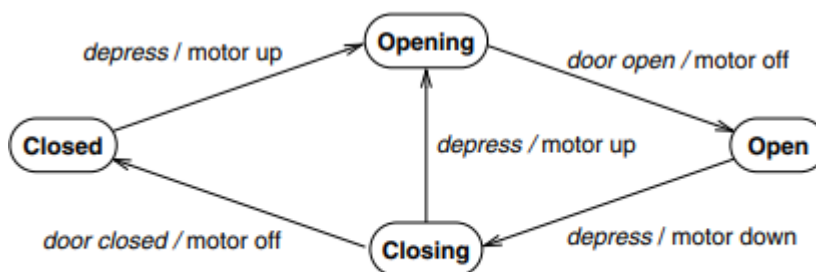 Opening
depress / motor up
door open / motor off
Closed
depress / motor up
Open
door closed / motor off
Closing
depress / motor down